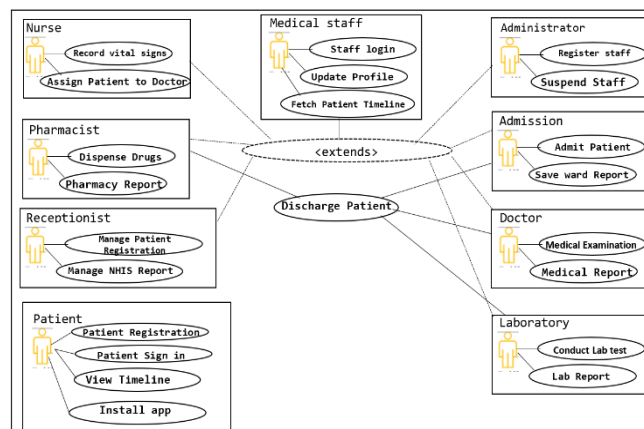 Nurse
Record vital signs
Assign Patient to Doctor
Medical staff
Staff login
Update Profile
Fetch Patient Timeline
Administrator
Register staff
Suspend Staff
Pharmacist
Dispense Drugs
Pharmacy Report
<extends>
Discharge Patient
Admission
Admit Patient
Save ward Report
Receptionist
Manage Patient
Registration
Manage NHIS Report
Doctor
Medical Examination
Medical Report
Patient
Patient Registration
Patient Sign in
View Timeline
Install app
Laboratory
Conduct Lab test
Lab Report